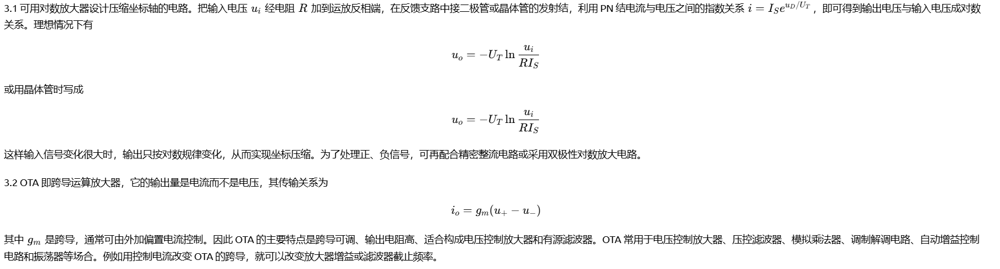 3.1 可用对数放大器设计压缩坐标轴的电路。把输入电压 u_i 经电阻 R 加到运放反相端，在反馈支路中接二极管或晶体管的发射结，利用 PN 结电流与电压之间的指数关系 i = I_S e^{u_D/U_T}，即可得到输出电压与输入电压成对数
关系。理想情况下有
u_o = −U_T ln \frac{u_i}{RI_S}
或用晶体管时写成
u_o = −U_T ln \frac{u_i}{RI_S}
这样输入信号变化很大时，输出只按对数规律变化，从而实现坐标压缩。为了处理正、负信号，可再配合精密整流电路或采用双极性对数放大电路。
3.2 OTA 即跨导运算放大器，它的输出量是电流而不是电压，其传输关系为
i_o = g_m(u_+ − u_−)
其中 g_m 是跨导，通常可由外加偏置电流控制。因此 OTA 的主要特点是跨导可调、输出电阻高、适合构成电压控制放大器和有源滤波器。OTA 常用于电压控制放大器、压控滤波器、模拟乘法器、调制解调电路、自动增益控制
电路和振荡器等场合。例如用控制电流改变 OTA 的跨导，就可以改变放大器增益或滤波器截止频率。